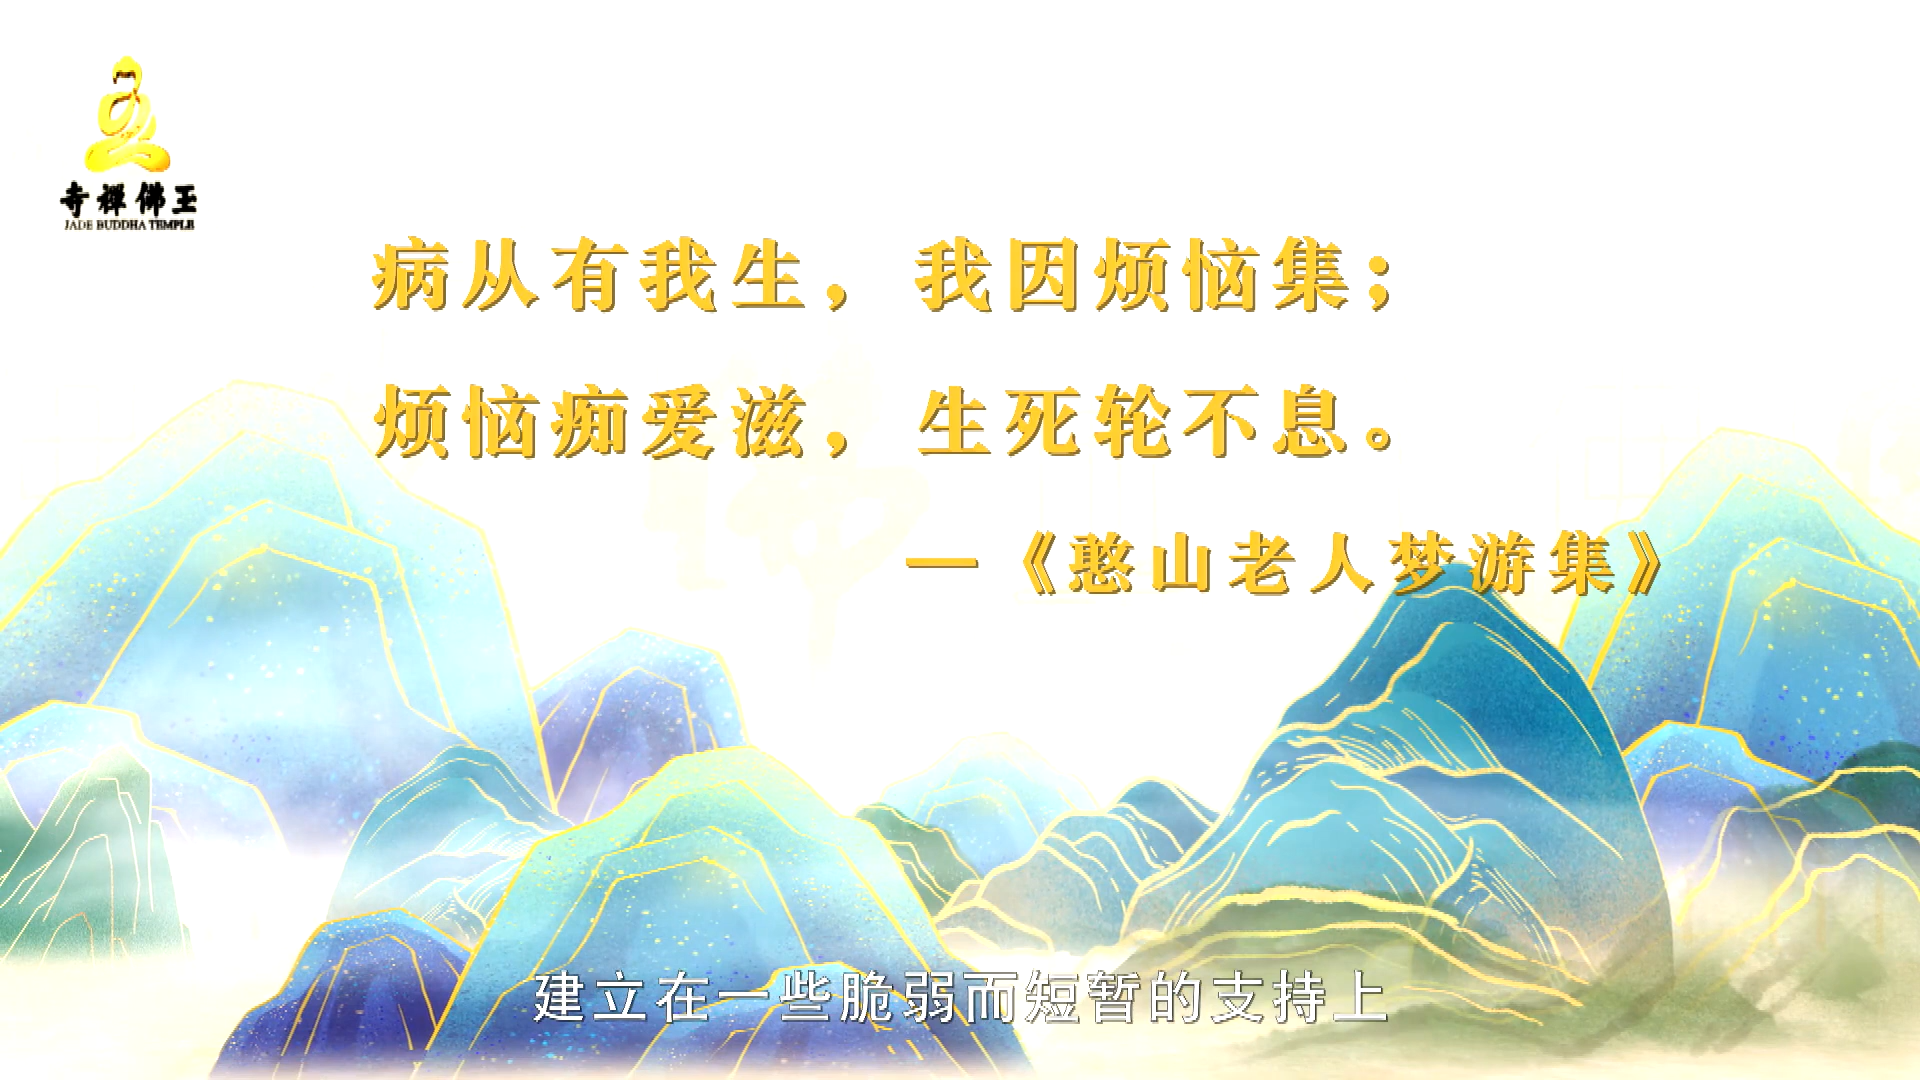 寺禅佛玉
JADE BUDDHA TEMPLE
病从有我生，我因烦恼集；
烦恼痴爱滋，生死轮不息。
—《憨山老人梦游集》
建立在一些脆弱而短暂的支持上